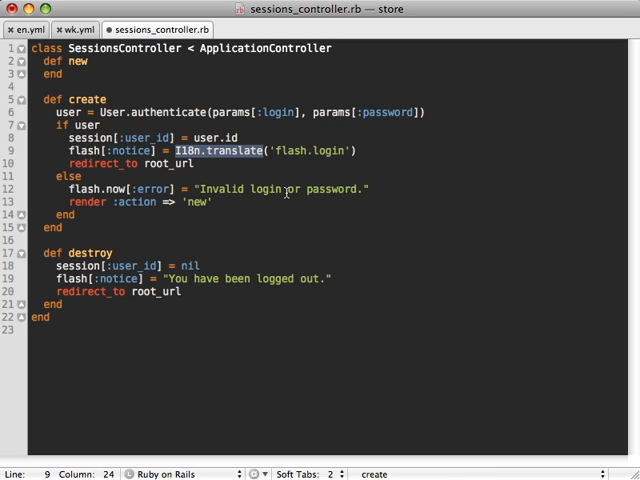 sessions_controller.rb — store
en.yml wk.yml sessions_controller.rb
1 class SessionsController < ApplicationController
2 def new
3 end
4
5 def create
6 user = User.authenticate(params[:login], params[:password])
7 if user
8 session[:user_id] = user.id
9 flash[:notice] = I18n.translate('flash.login')
10 redirect_to root_url
11 else
12 flash.now[:error] = "Invalid login or password."
13 render :action => 'new'
14 end
15 end
16
17 def destroy
18 session[:user_id] = nil
19 flash[:notice] = "You have been logged out."
20 redirect_to root_url
21 end
22 end
23
Line: 9 Column: 24 Ruby on Rails Soft Tabs: 2 create